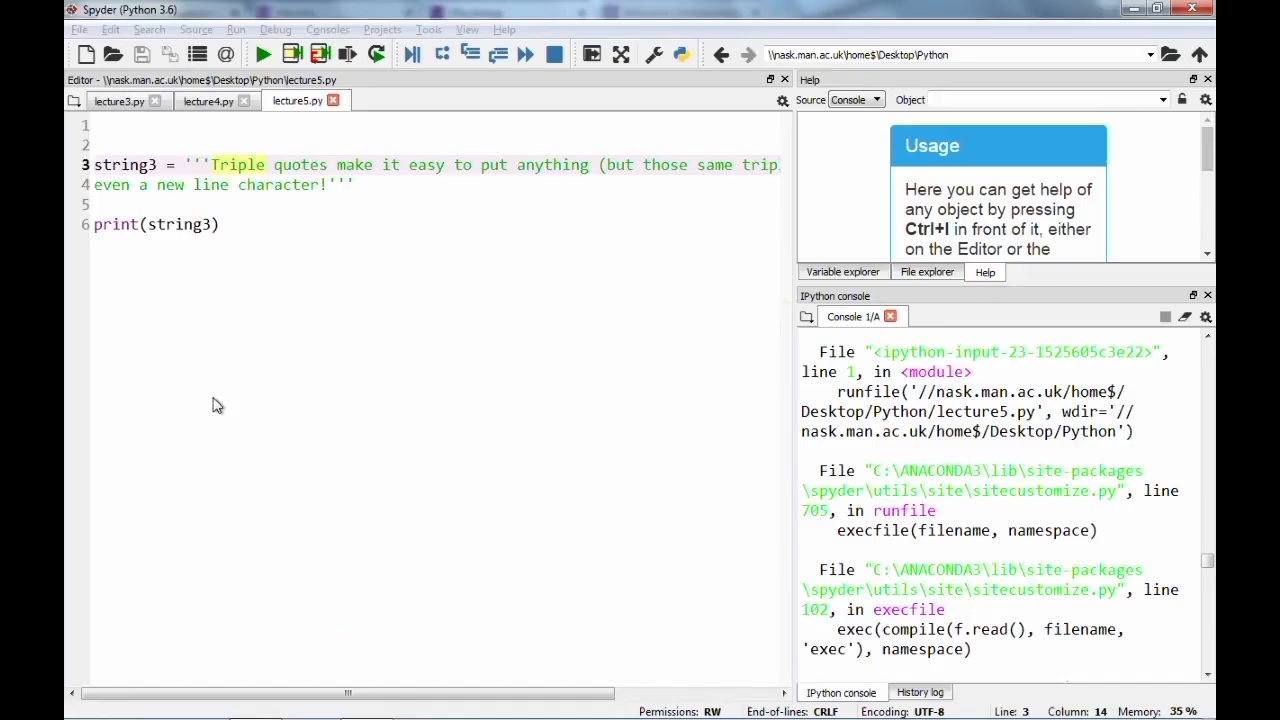 Spyder (Python 3.6)
File Edit Search Source Run Debug Consoles Projects Tools View Help
\\nask.man.ac.uk\home$\Desktop\Python
Editor - \\nask.man.ac.uk\home$\Desktop\Python\lecture5.py
lecture3.py lecture4.py lecture5.py
1
2
3 string3 = '''Triple quotes make it easy to put anything (but those same trip
4 even a new line character!'''
5
6 print(string3)
Help
Source Console Object
Usage
Here you can get help of
any object by pressing
Ctrl+I in front of it, either
on the Editor or the
Variable explorer File explorer Help
IPython console
Console 1/A
File "<ipython-input-23-1525605c3e22>",
line 1, in <module>
runfile('//nask.man.ac.uk/home$/
Desktop/Python/lecture5.py', wdir='//
nask.man.ac.uk/home$/Desktop/Python')
File "C:\ANACONDA3\lib\site-packages
\spyder\utils\site\sitecustomize.py", line
705, in runfile
execfile(filename, namespace)
File "C:\ANACONDA3\lib\site-packages
\spyder\utils\site\sitecustomize.py", line
102, in execfile
exec(compile(f.read(), filename,
'exec'), namespace)
IPython console History log
Permissions: RW End-of-lines: CRLF Encoding: UTF-8 Line: 3 Column: 14 Memory: 35 %